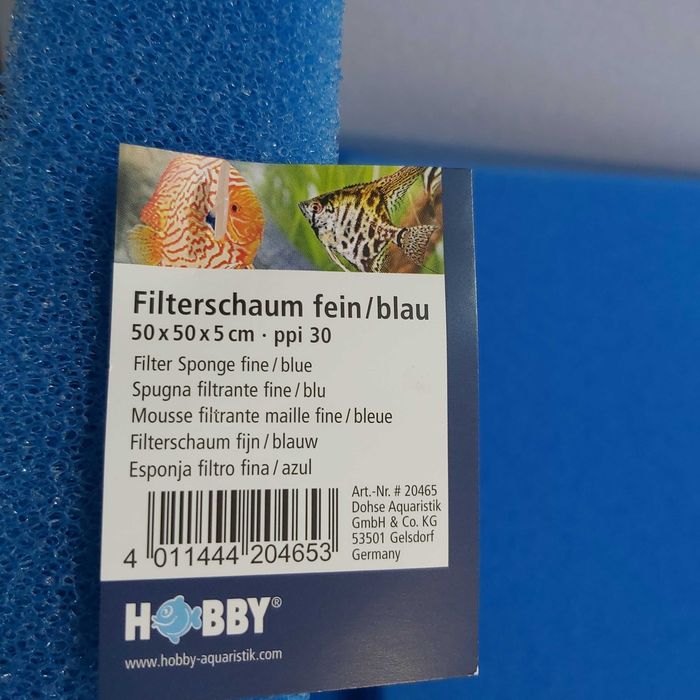 Filterschaum fein/blau
50 x 50 x 5 cm · ppi 30
Filter Sponge fine / blue
Spugna filtrante fine / blu
Mousse filtrante maille fine / bleue
Filterschaum fijn / blauw
Esponja filtro fina / azul
Art.-Nr. # 20465
Dohse Aquaristik
GmbH & Co. KG
53501 Gelsdorf
Germany
4 011444 204653
HOBBY®
www.hobby-aquaristik.com